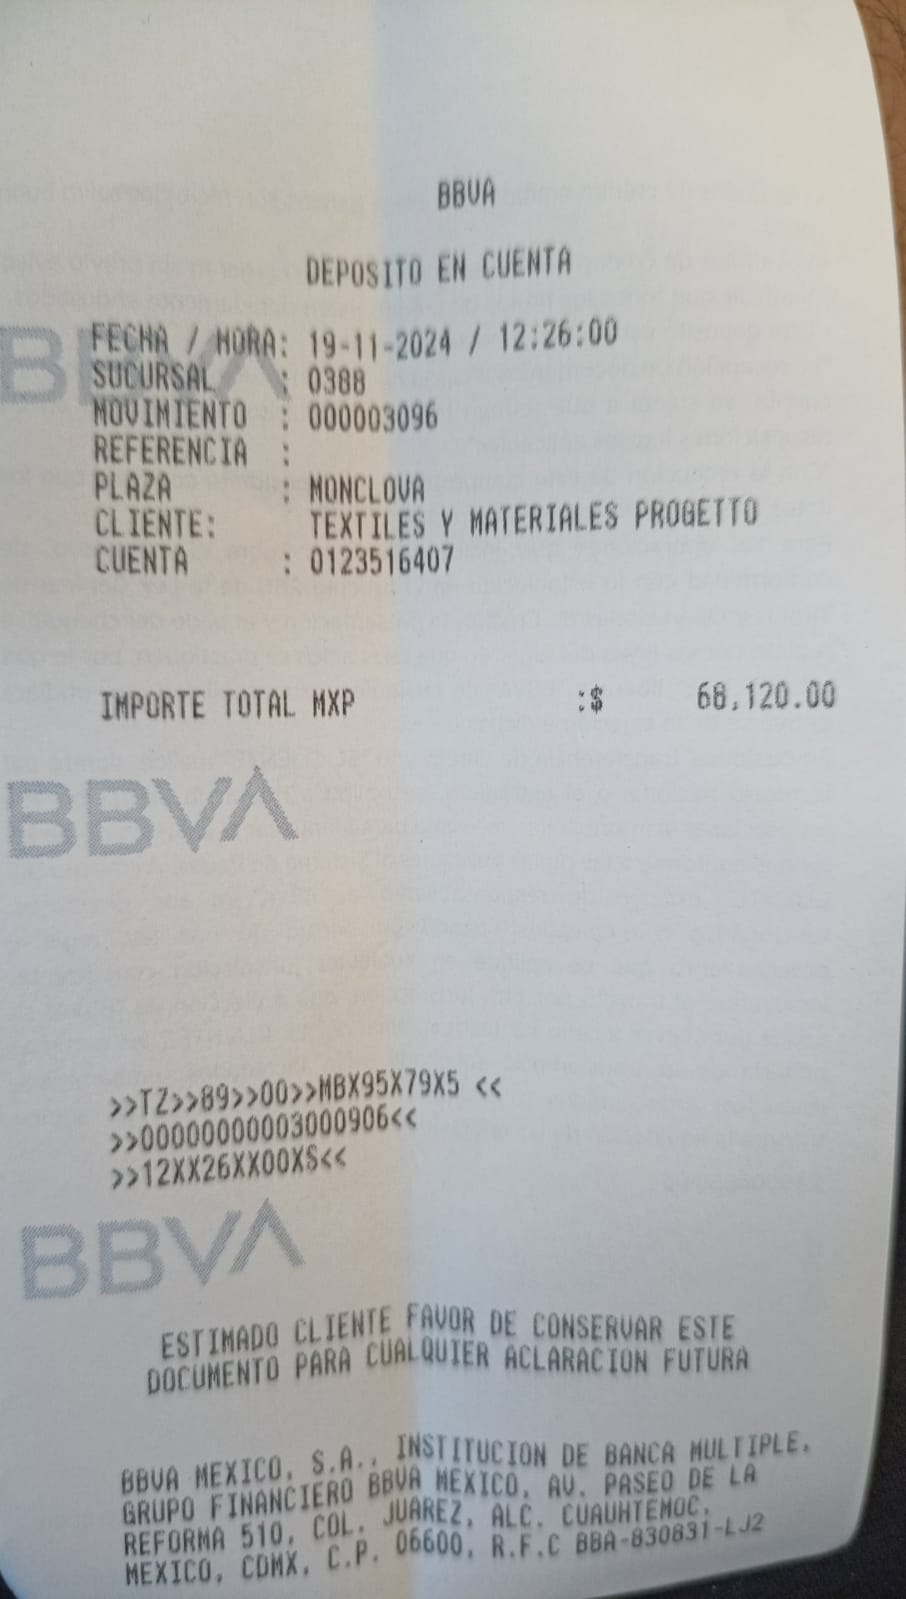 BBVA
DEPOSITO EN CUENTA
BBVA
FECHA / HORA: 19-11-2024 / 12:26:00
SUCURSAL : 0388
MOVIMIENTO : 000003096
REFERENCIA :
PLAZA : MONCLOVA
CLIENTE: TEXTILES Y MATERIALES PROGETTO
CUENTA : 0123516407
IMPORTE TOTAL MXP :$ 68,120.00
BBVA
>>TZ>>89>>00>>MBX95X79X5 <<
>>00000000003000906<<
>>12XX26XX00XS<<
BBVA
ESTIMADO CLIENTE FAVOR DE CONSERVAR ESTE
DOCUMENTO PARA CUALQUIER ACLARACION FUTURA
BBVA MEXICO, S.A., INSTITUCION DE BANCA MULTIPLE,
GRUPO FINANCIERO BBVA MEXICO, AV. PASEO DE LA
REFORMA 510, COL. JUAREZ, ALC. CUAUHTEMOC,
MEXICO, CDMX, C.P. 06600, R.F.C BBA-830831-LJ2